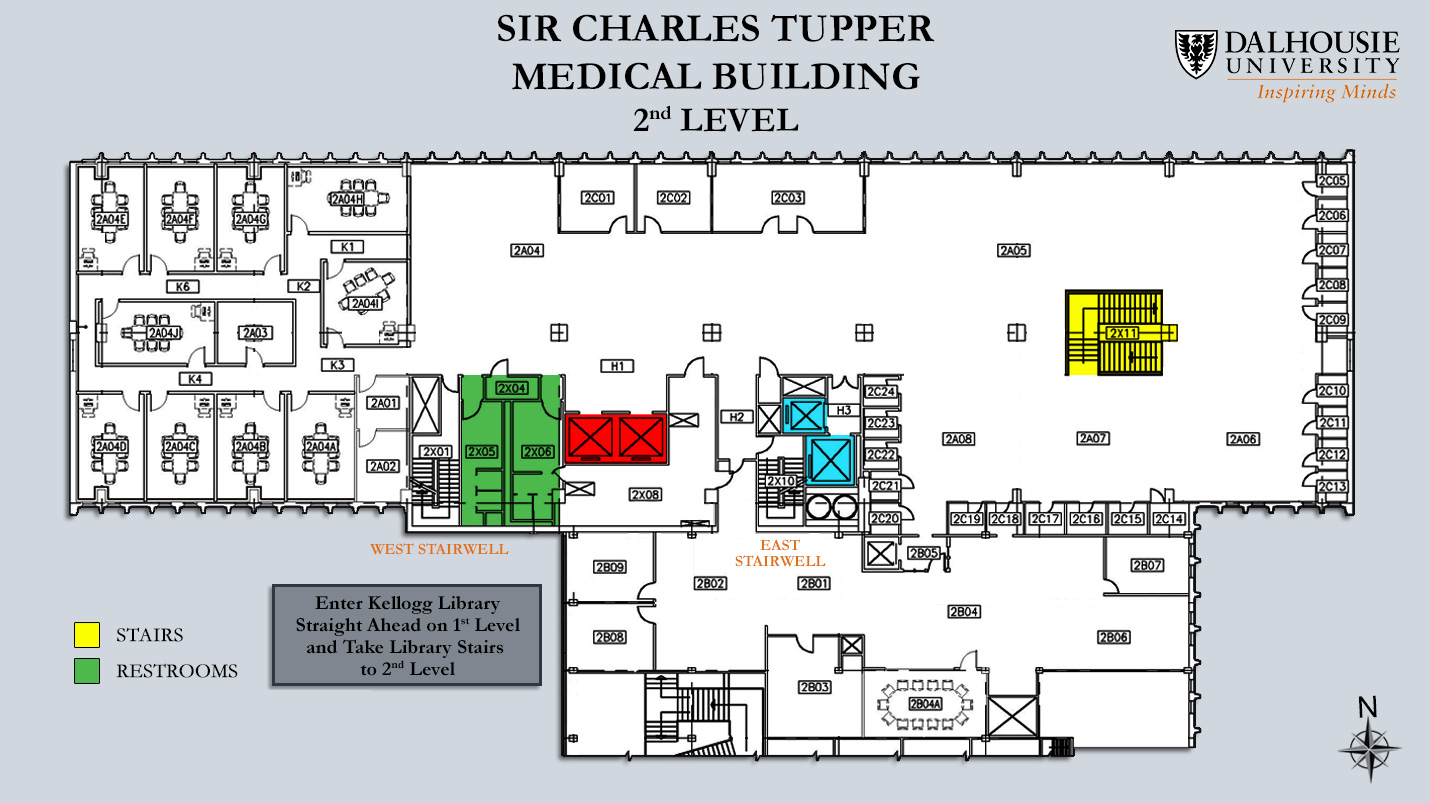 SIR CHARLES TUPPER
MEDICAL BUILDING
2nd LEVEL
DALHOUSIE
UNIVERSITY
Inspiring Minds
2C05
2C01
2C02
2C03
2A04H
2A04E
2A04F
2A04G
2C06
K1
2A04
2A05
2C07
K6
K2
2C08
2A04I
2C09
2A04J
2A03
2X11
K3
H1
K4
2X04
2C24
2C10
2A01
H2
H3
2C23
2C11
2A04D
2A04C
2A04B
2A04A
2X01
2X05
2X06
2A08
2A07
2A06
2C22
2C12
2A02
2X10
2C21
2C13
2X08
2C20
2C19
2C18
2C17
2C16
2C15
2C14
WEST STAIRWELL
EAST
STAIRWELL
2B05
2B09
2B07
2B02
2B01
2B04
2B08
2B06
2B03
2B04A
Enter Kellogg Library
Straight Ahead on 1st Level
and Take Library Stairs
to 2nd Level
STAIRS
RESTROOMS
N